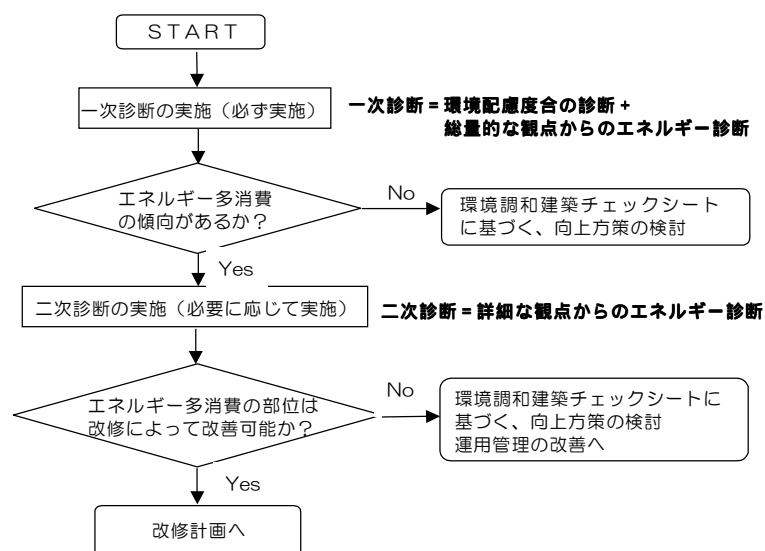 START
一次診断の実施（必ず実施）
一次診断＝環境配慮度合の診断＋
総量的な観点からのエネルギー診断
エネルギー多消費
の傾向があるか？
No
環境調和建築チェックシート
に基づく、向上方策の検討
Yes
二次診断の実施（必要に応じて実施）
二次診断＝詳細な観点からのエネルギー診断
エネルギー多消費の部位は
改修によって改善可能か？
No
環境調和建築チェックシートに
基づく、向上方策の検討
運用管理の改善へ
Yes
改修計画へ